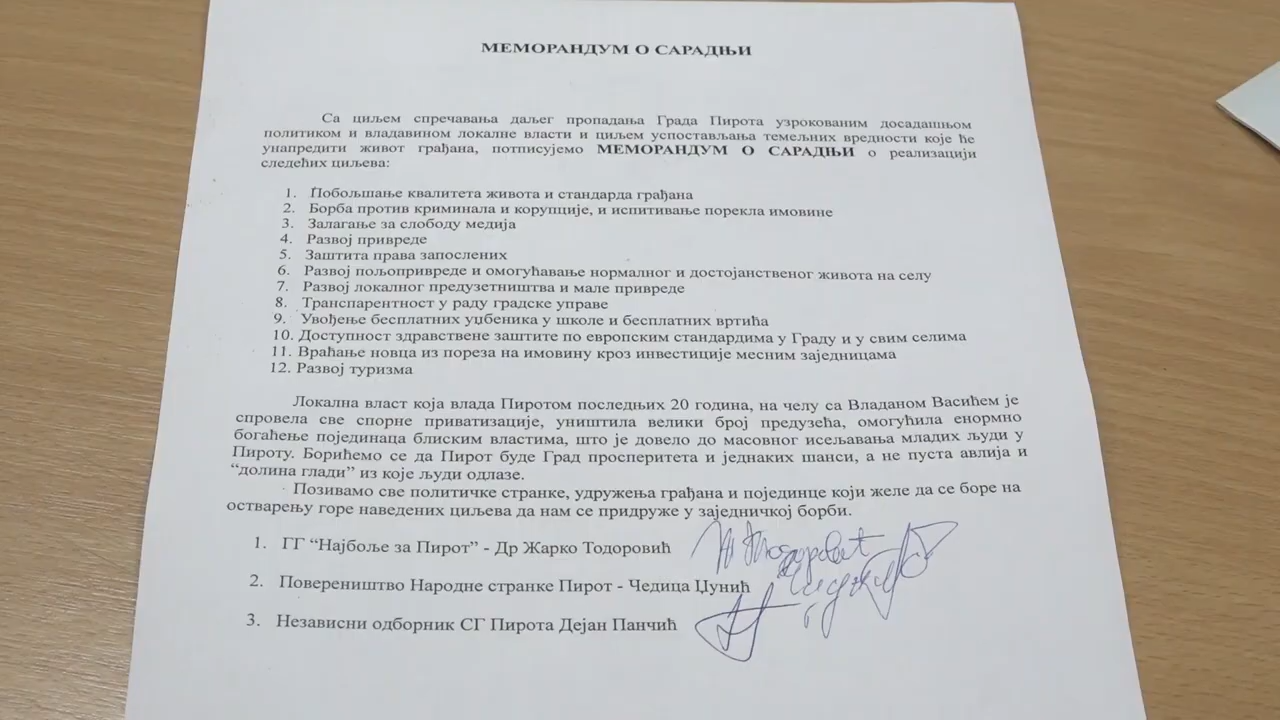 МЕМОРАНДУМ О САРАДЊИ
Са циљем спречавања даљег пропадања Града Пирота узрокованим досадашњом
политиком и владавином локалне власти и циљем успостављања темељних вредности које ће
унапредити живот грађана, потписујемо МЕМОРАНДУМ О САРАДЊИ о реализацији
следећих циљева:
1. Побољшање квалитета живота и стандарда грађана
2. Борба против криминала и корупције, и испитивање порекла имовине
3. Залагање за слободу медија
4. Развој привреде
5. Заштита права запослених
6. Развој пољопривреде и омогућавање нормалног и достојанственог живота на селу
7. Развој локалног предузетништва и мале привреде
8. Транспарентност у раду градске управе
9. Увођење бесплатних уџбеника у школе и бесплатних вртића
10. Доступност здравствене заштите по европским стандардима у Граду и у свим селима
11. Враћање новца из пореза на имовину кроз инвестиције месним заједницама
12. Развој туризма
Локална власт која влада Пиротом последњих 20 година, на челу са Владаном Васићем је
спровела све спорне приватизације, уништила велики број предузећа, омогућила енормно
богаћење појединаца блиским властима, што је довело до масовног исељавања младих људи у
Пироту. Борићемо се да Пирот буде Град просперитета и једнаких шанси, а не пуста авлија и
“долина глади” из које људи одлазе.
Позивамо све политичке странке, удружења грађана и појединце који желе да се боре на
остварењу горе наведених циљева да нам се придруже у заједничкој борби.
1. ГГ “Најбоље за Пирот” - Др Жарко Тодоровић
2. Повереништво Народне странке Пирот - Чедица Џунић
3. Независни одборник СГ Пирота Дејан Панчић